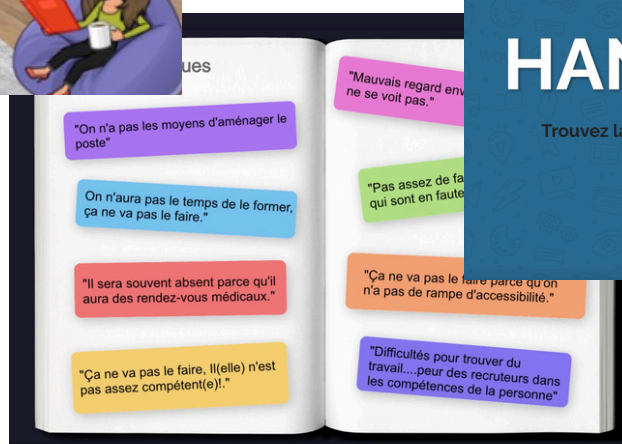 "On n'a pas les moyens d'aménager le
poste"
On n'aura pas le temps de le former,
ça ne va pas le faire."
"Il sera souvent absent parce qu'il
aura des rendez-vous médicaux."
"Ça ne va pas le faire, Il(elle) n'est
pas assez compétent(e)!."
"Mauvais regard
ne se voit pas."
"Pas assez de
qui sont en
"Ça ne va pas le faire parce qu'on
n'a pas de rampe d'accessibilité."
"Difficultés pour trouver du
travail....peur des recruteurs dans
les compétences de la personne"
Trouvez